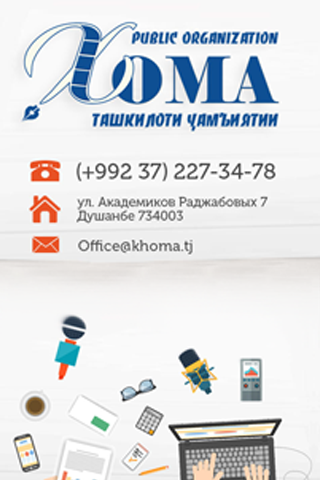 PUBLIC ORGANIZATION
ХОМА
ТАШКИЛОТИ ҶАМЪИЯТИИ
(+992 37) 227-34-78
ул. Академиков Раджабовых 7
Душанбе 734003
Office@khoma.tj